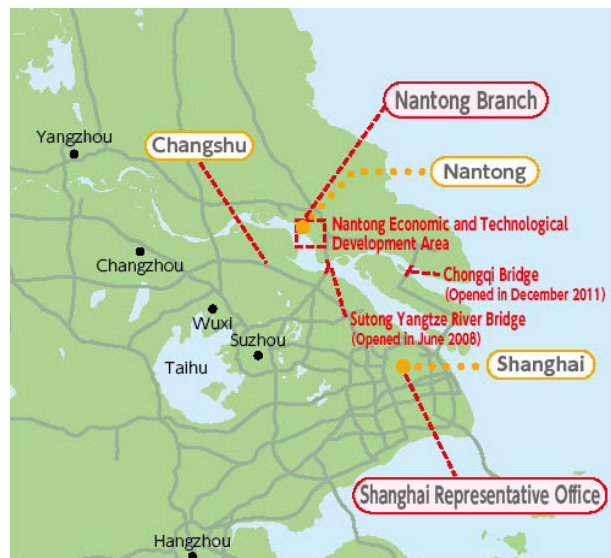 Nantong Branch
Yangzhou
Changshu
Nantong
Nantong Economic and Technological
Development Area
Changzhou
Chongqi Bridge
(Opened in December 2011)
Wuxi
Sutong Yangtze River Bridge
(Opened in June 2008)
Suzhou
Taihu
Shanghai
Shanghai Representative Office
Hangzhou